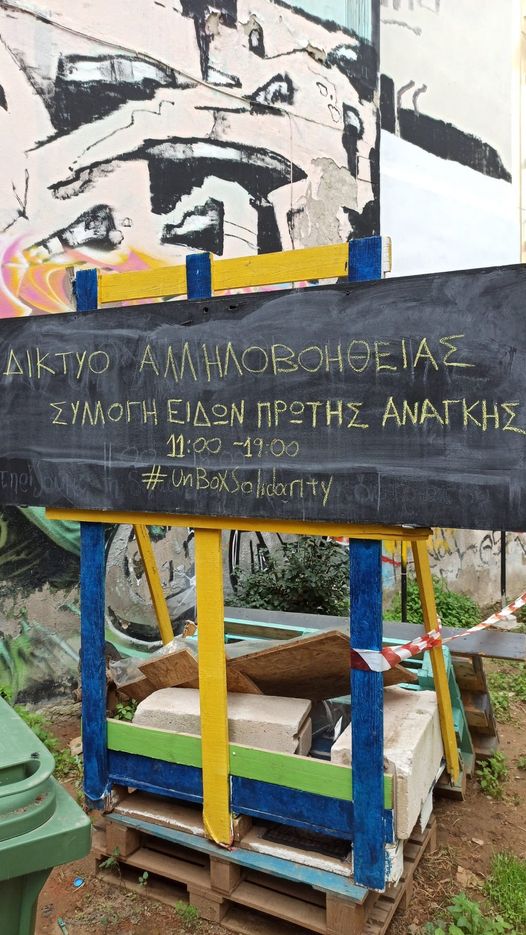 ΔΙΚΤΥΟ ΑΛΛΗΛΟΒΟΗΘΕΙΑΣ
ΣΥΛΛΟΓΗ ΕΙΔΩΝ ΠΡΩΤΗΣ ΑΝΑΓΚΗΣ
11:00 -19:00
#UnBoxSolidarity